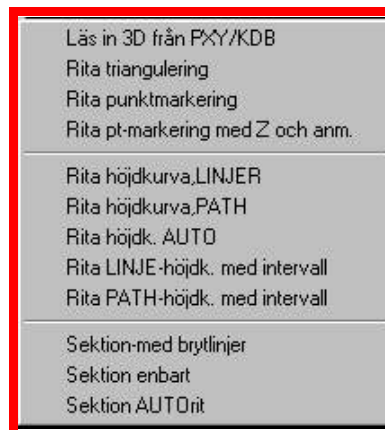 Läs in 3D från PXY/KDB
Rita triangulering
Rita punktmarkering
Rita pt-markering med Z och anm.
Rita höjdkurva,LINJER
Rita höjdkurva,PATH
Rita höjdk. AUTO
Rita LINJE-höjdk. med intervall
Rita PATH-höjdk. med intervall
Sektion-med brytlinjer
Sektion enbart
Sektion AUTOrit